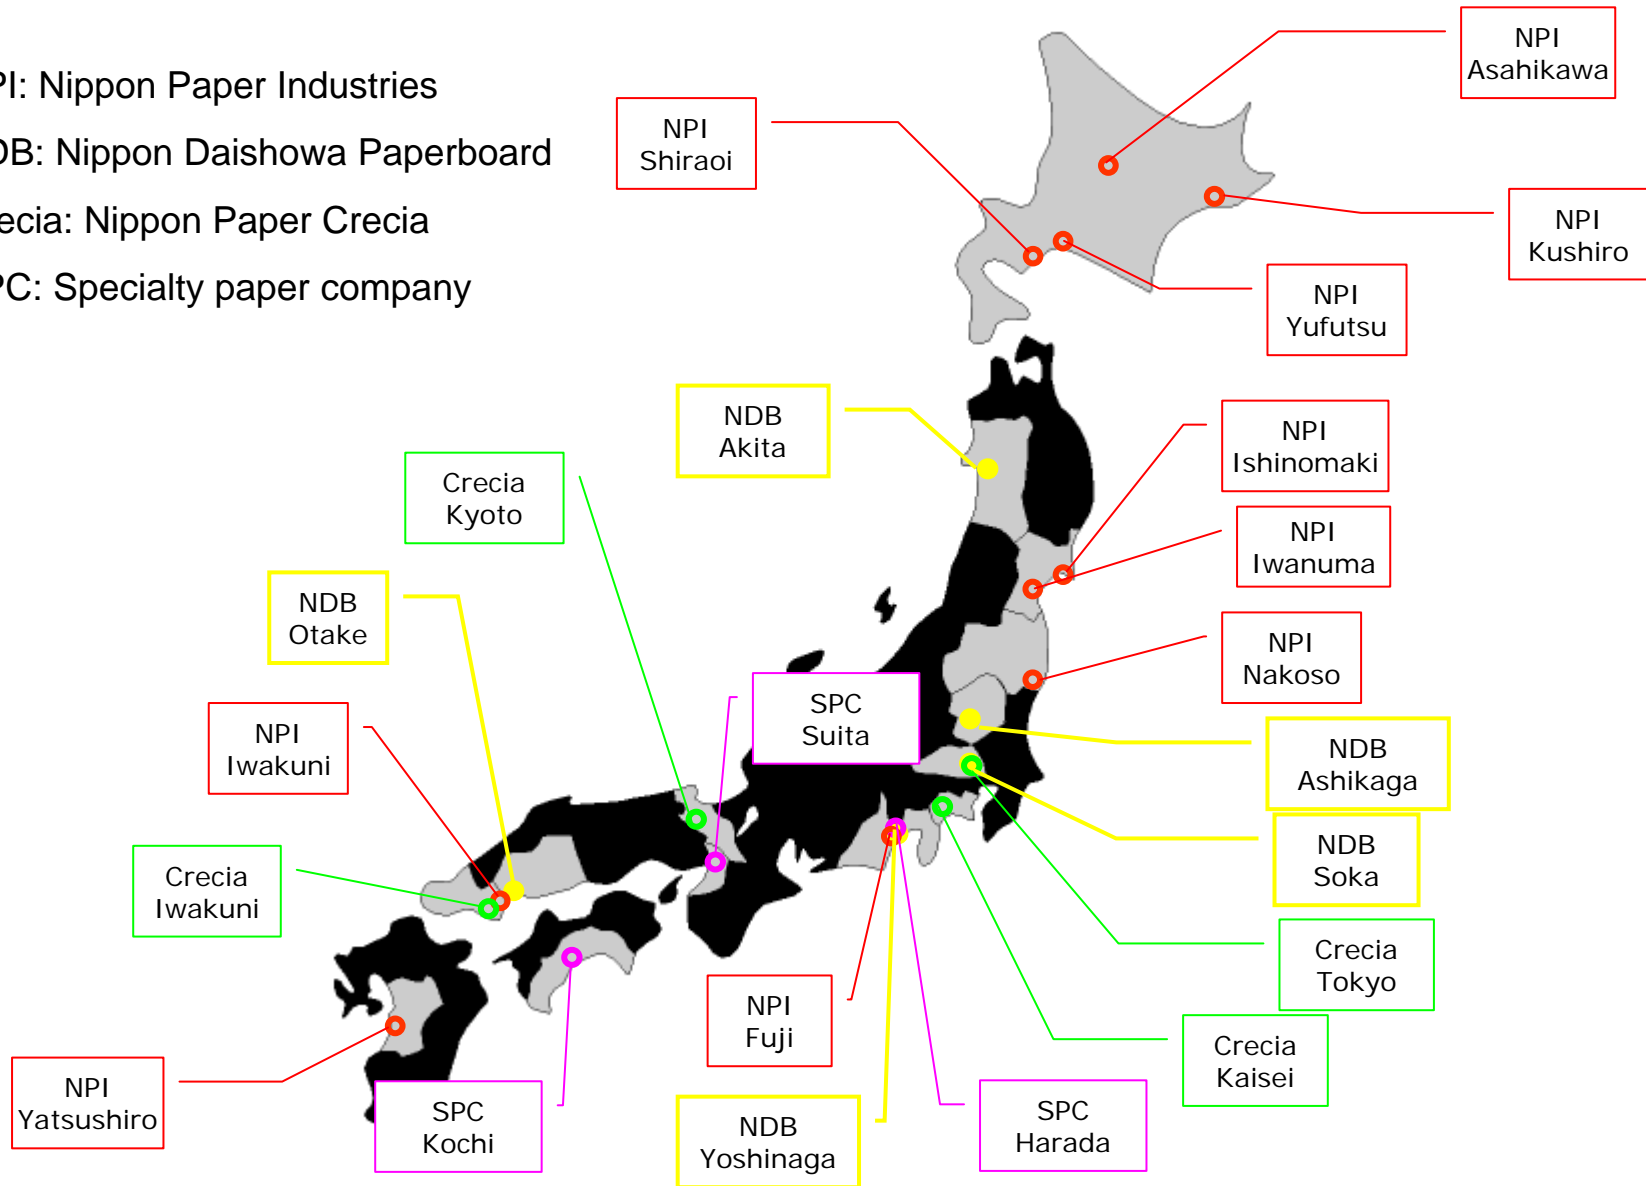 PI: Nippon Paper Industries
DB: Nippon Daishowa Paperboard
ecia: Nippon Paper Crecia
PC: Specialty paper company
NPI
Asahikawa
NPI
Shiraoi
NPI
Kushiro
NPI
Yufutsu
NDB
Akita
NPI
Ishinomaki
Crecia
Kyoto
NPI
Iwanuma
NDB
Otake
NPI
Nakoso
SPC
Suita
NPI
Iwakuni
NDB
Ashikaga
NDB
Soka
Crecia
Iwakuni
Crecia
Tokyo
NPI
Fuji
Crecia
Kaisei
NPI
Yatsushiro
SPC
Kochi
NDB
Yoshinaga
SPC
Harada